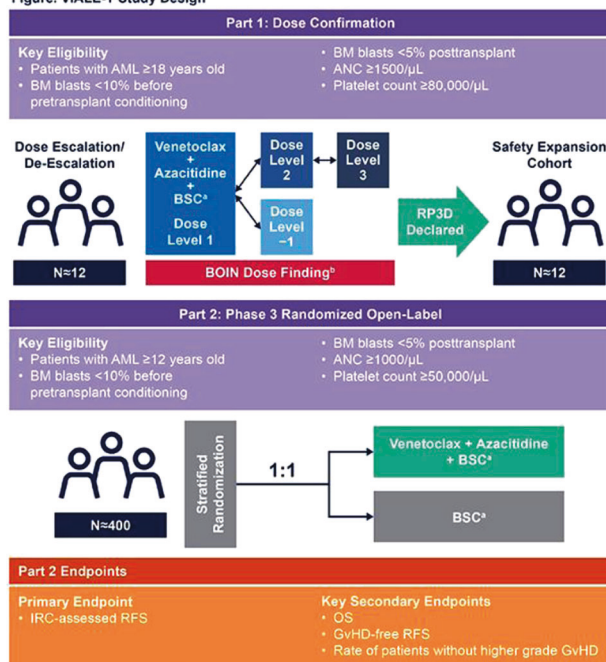 Figure. VIALE-T Study Design
Part 1: Dose Confirmation
Key Eligibility
• Patients with AML ≥18 years old
• BM blasts <10% before
pretransplant conditioning
• BM blasts <5% posttransplant
• ANC ≥1500/µL
• Platelet count ≥80,000/µL
Dose Escalation/
De-Escalation
N≈12
Venetoclax
+
Azacitidine
+
BSCᵃ
Dose
Level 1
Dose
Level
2
Dose
Level
3
Dose
Level
−1
BOIN Dose Findingᵇ
RP3D
Declared
Safety Expansion
Cohort
N≈12
Part 2: Phase 3 Randomized Open-Label
Key Eligibility
• Patients with AML ≥12 years old
• BM blasts <10% before
pretransplant conditioning
• BM blasts <5% posttransplant
• ANC ≥1000/µL
• Platelet count ≥50,000/µL
N≈400
Stratified
Randomization
1:1
Venetoclax + Azacitidine
+ BSCᵃ
BSCᵃ
Part 2 Endpoints
Primary Endpoint
• IRC-assessed RFS
Key Secondary Endpoints
• OS
• GvHD-free RFS
• Rate of patients without higher grade GvHD